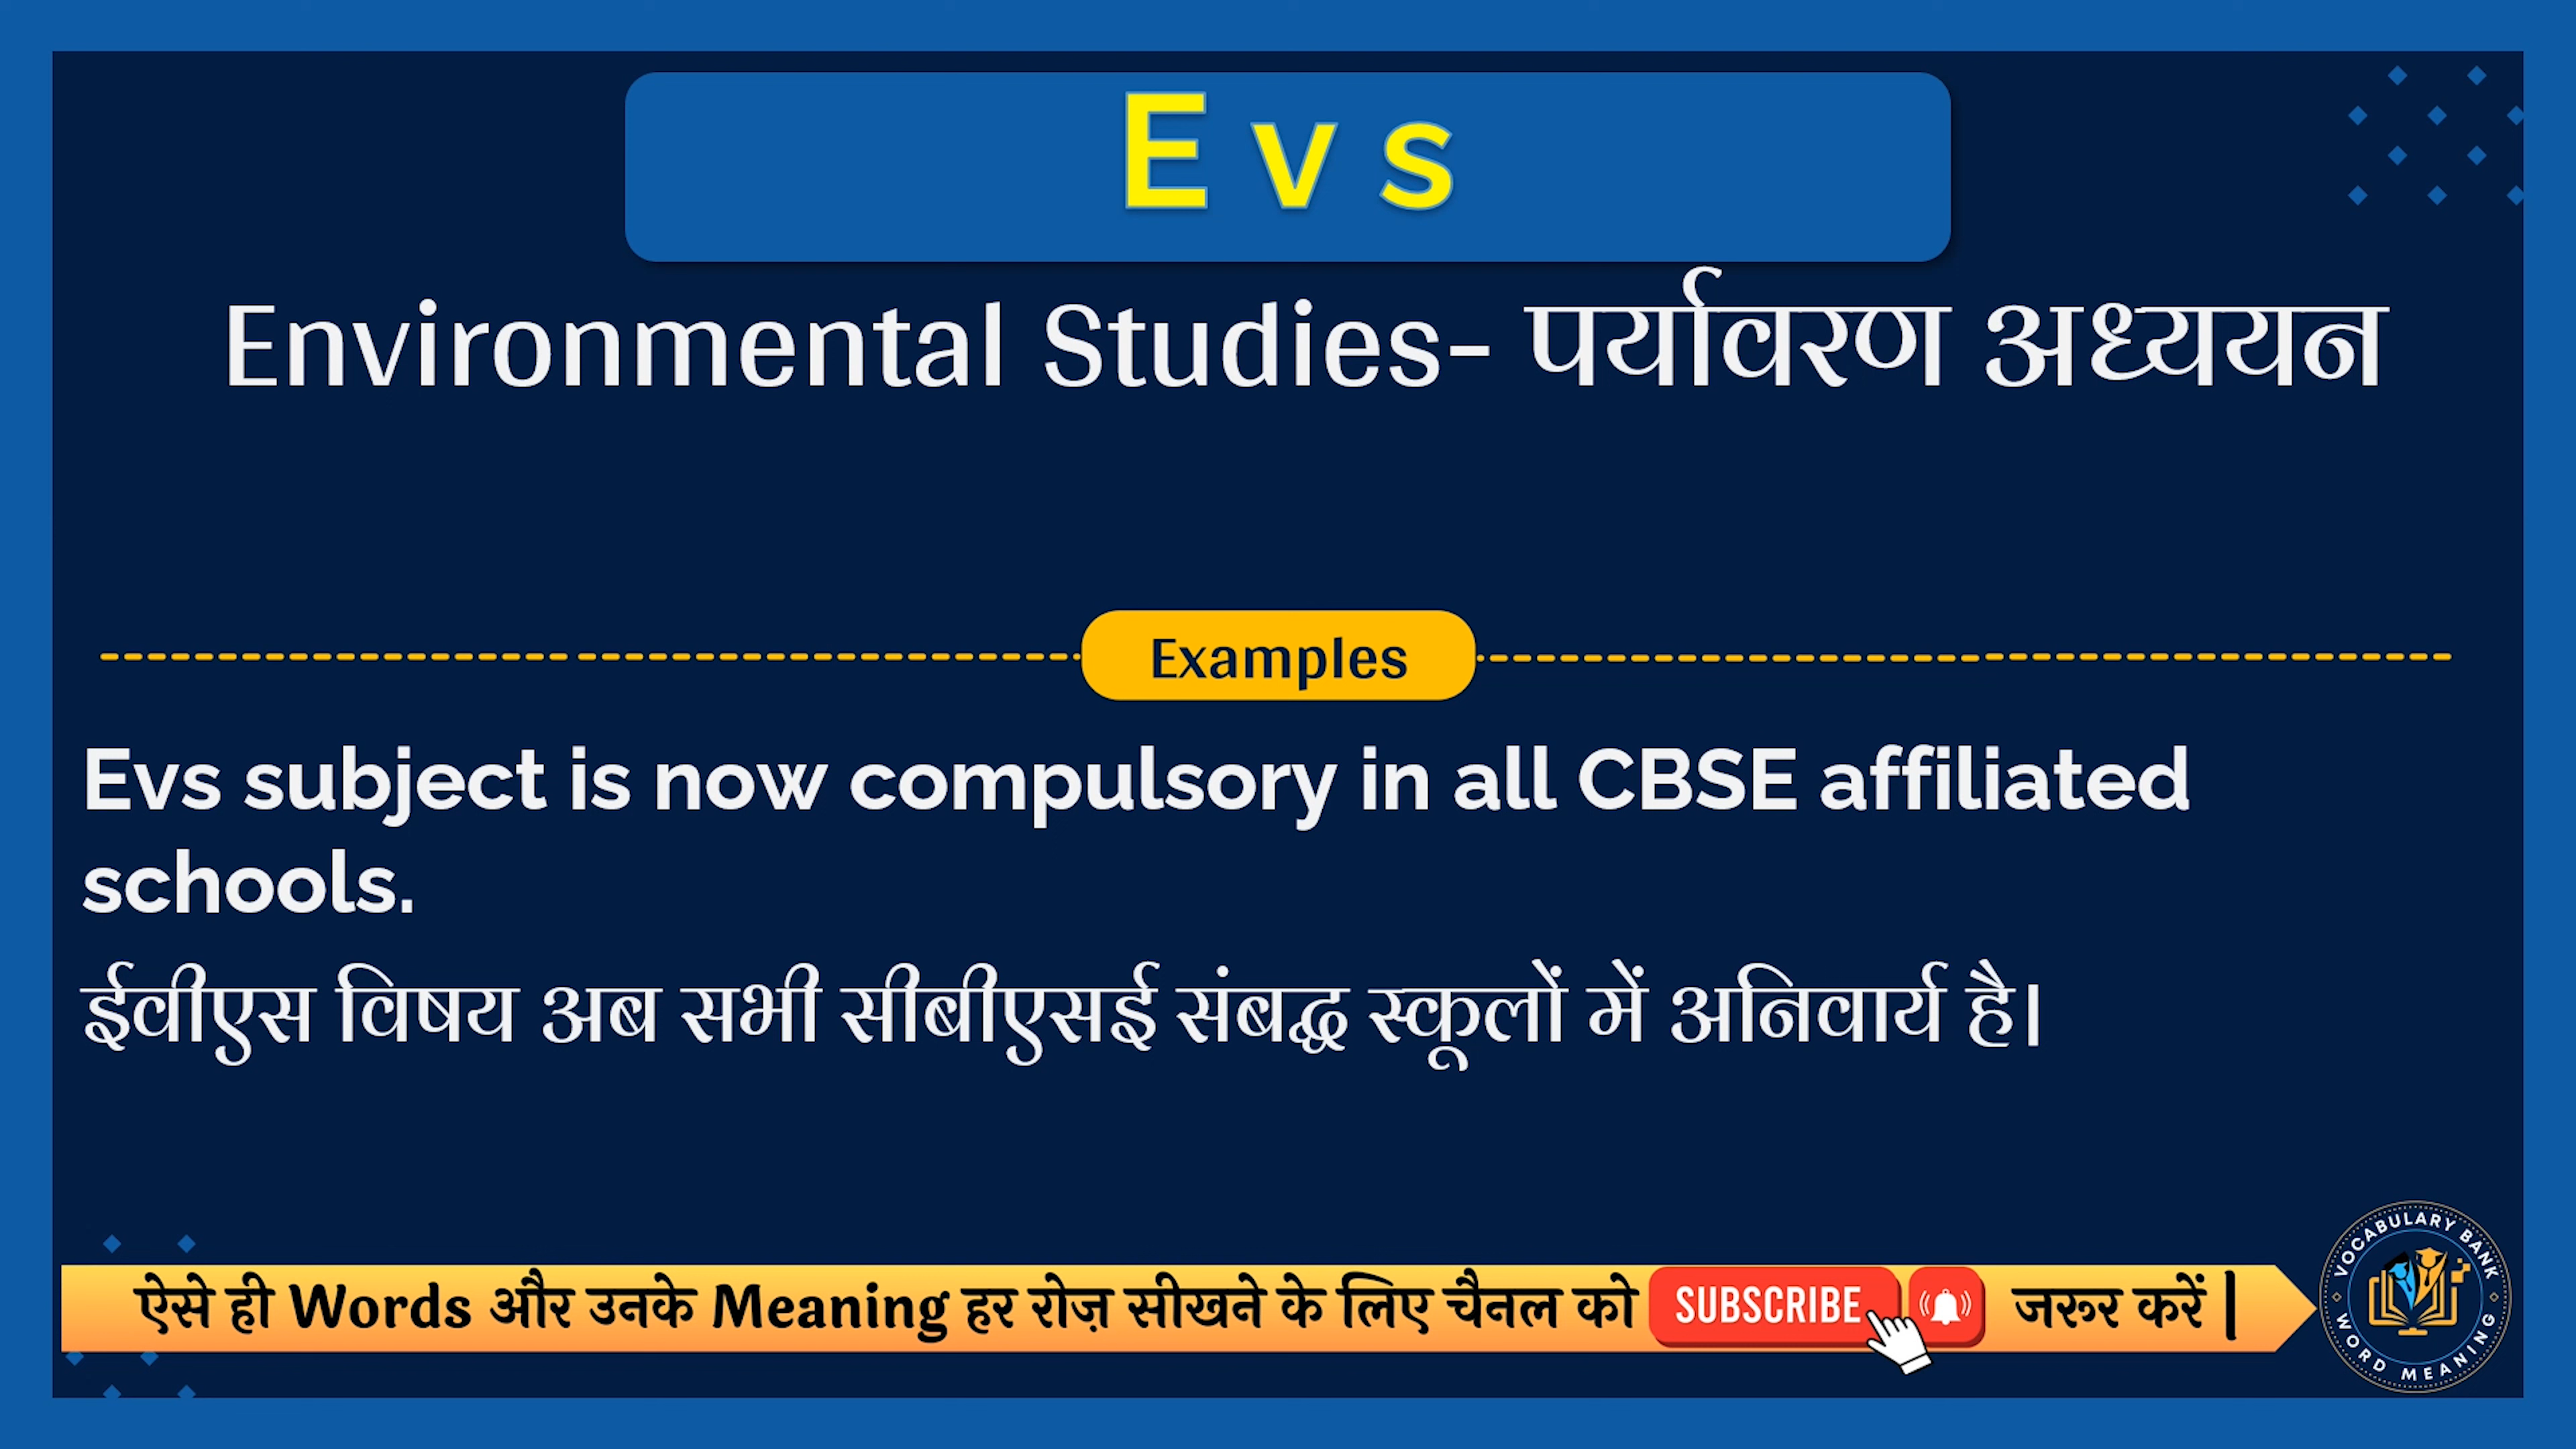 Evs
Environmental Studies- पर्यावरण अध्ययन
Examples
Evs subject is now compulsory in all CBSE affiliated
schools.
ईवीएस विषय अब सभी सीबीएसई संबद्ध स्कूलों में अनिवार्य है।
ऐसे ही Words और उनके Meaning हर रोज़ सीखने के लिए चैनल को SUBSCRIBE जरूर करें |
VOCABULARY BANK
WORD MEANING